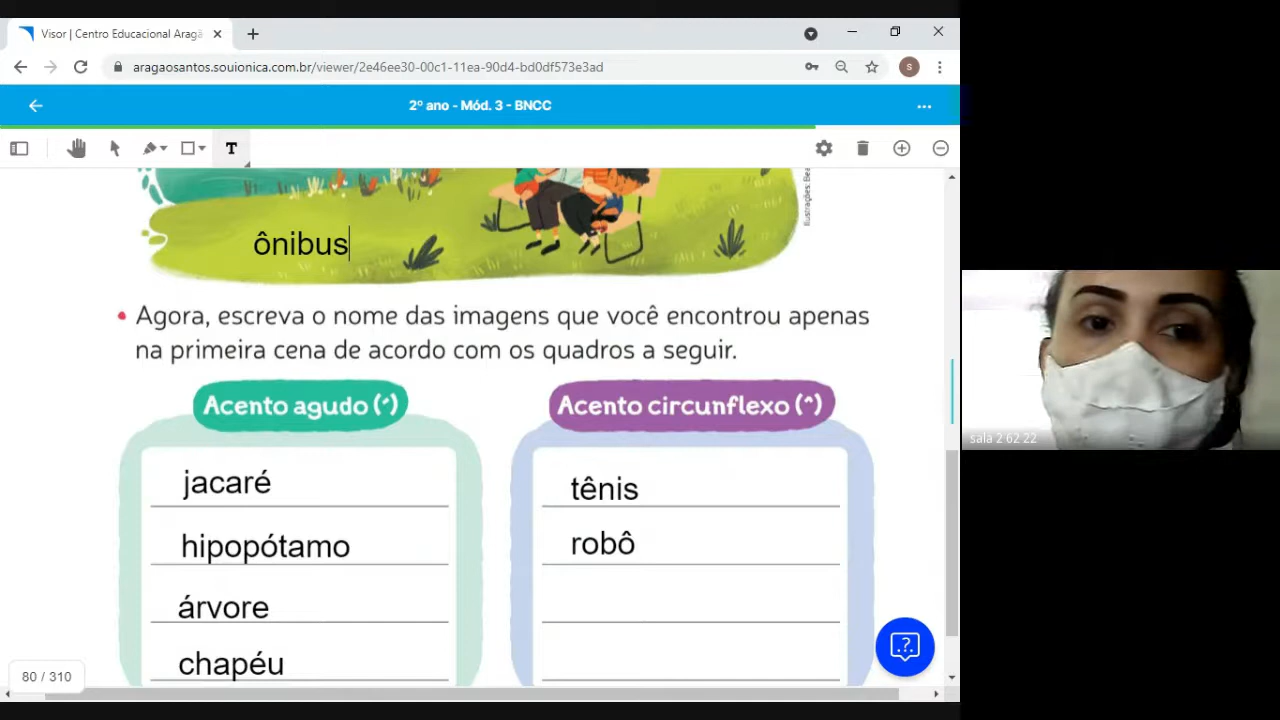 Visor | Centro Educacional Aragã
aragaosantos.souionica.com.br/viewer/2e46ee30-00c1-11ea-90d4-bd0df573e3ad
s
2º ano - Mód. 3 - BNCC
T
Ilustrações: Bea
ônibus
• Agora, escreva o nome das imagens que você encontrou apenas
na primeira cena de acordo com os quadros a seguir.
Acento agudo (´)
Acento circunflexo (^)
jacaré
tênis
hipopótamo
robô
árvore
chapéu
80 / 310
sala 2 62 22